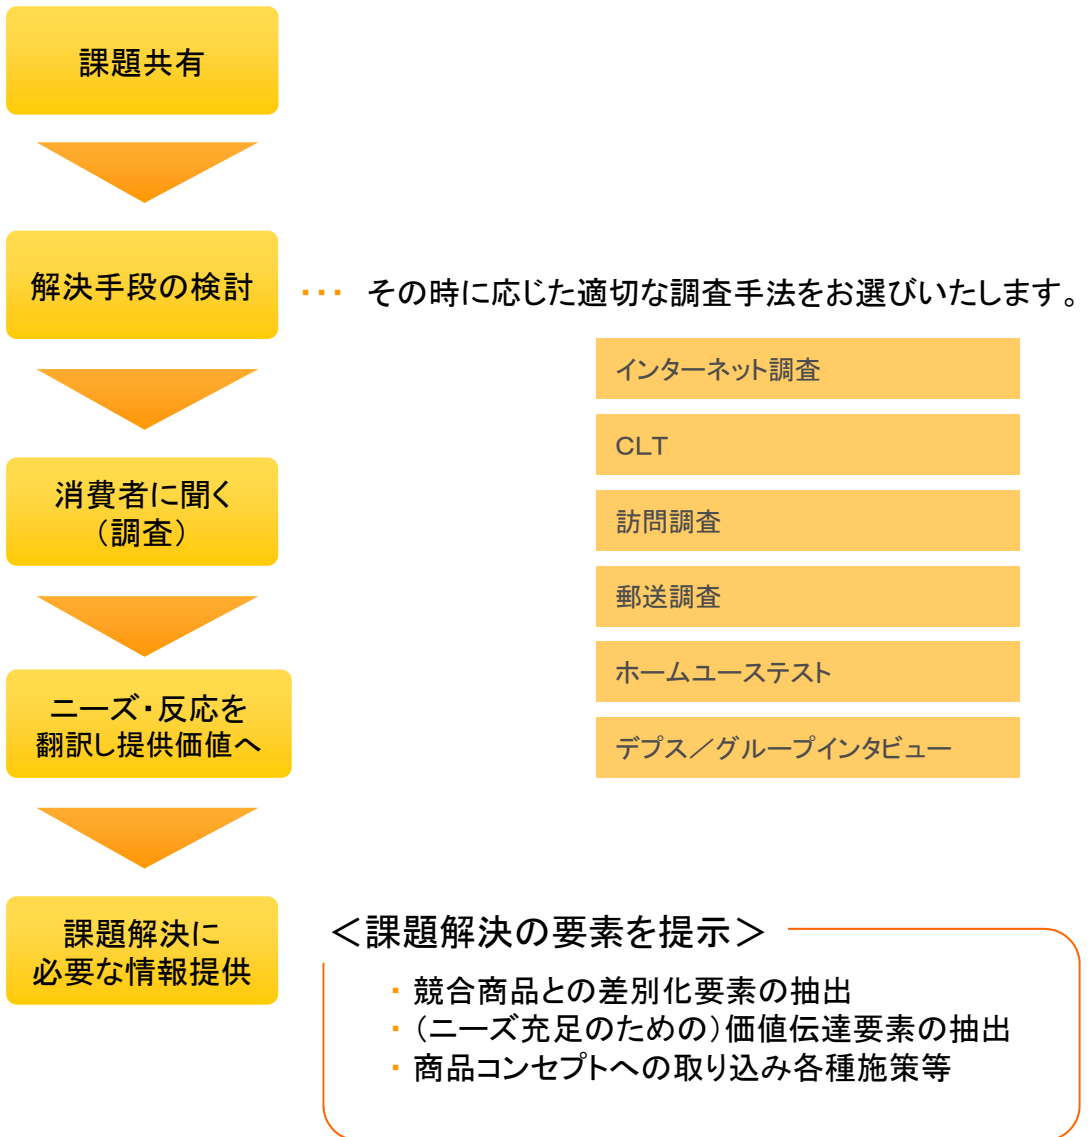 課題共有
解決手段の検討
･･･ その時に応じた適切な調査手法をお選びいたします。
インターネット調査
CLT
訪問調査
郵送調査
ホームユーステスト
デプス／グループインタビュー
消費者に聞く
（調査）
ニーズ・反応を
翻訳し提供価値へ
課題解決に
必要な情報提供
＜課題解決の要素を提示＞
・競合商品との差別化要素の抽出
・（ニーズ充足のための）価値伝達要素の抽出
・商品コンセプトへの取り込み各種施策等